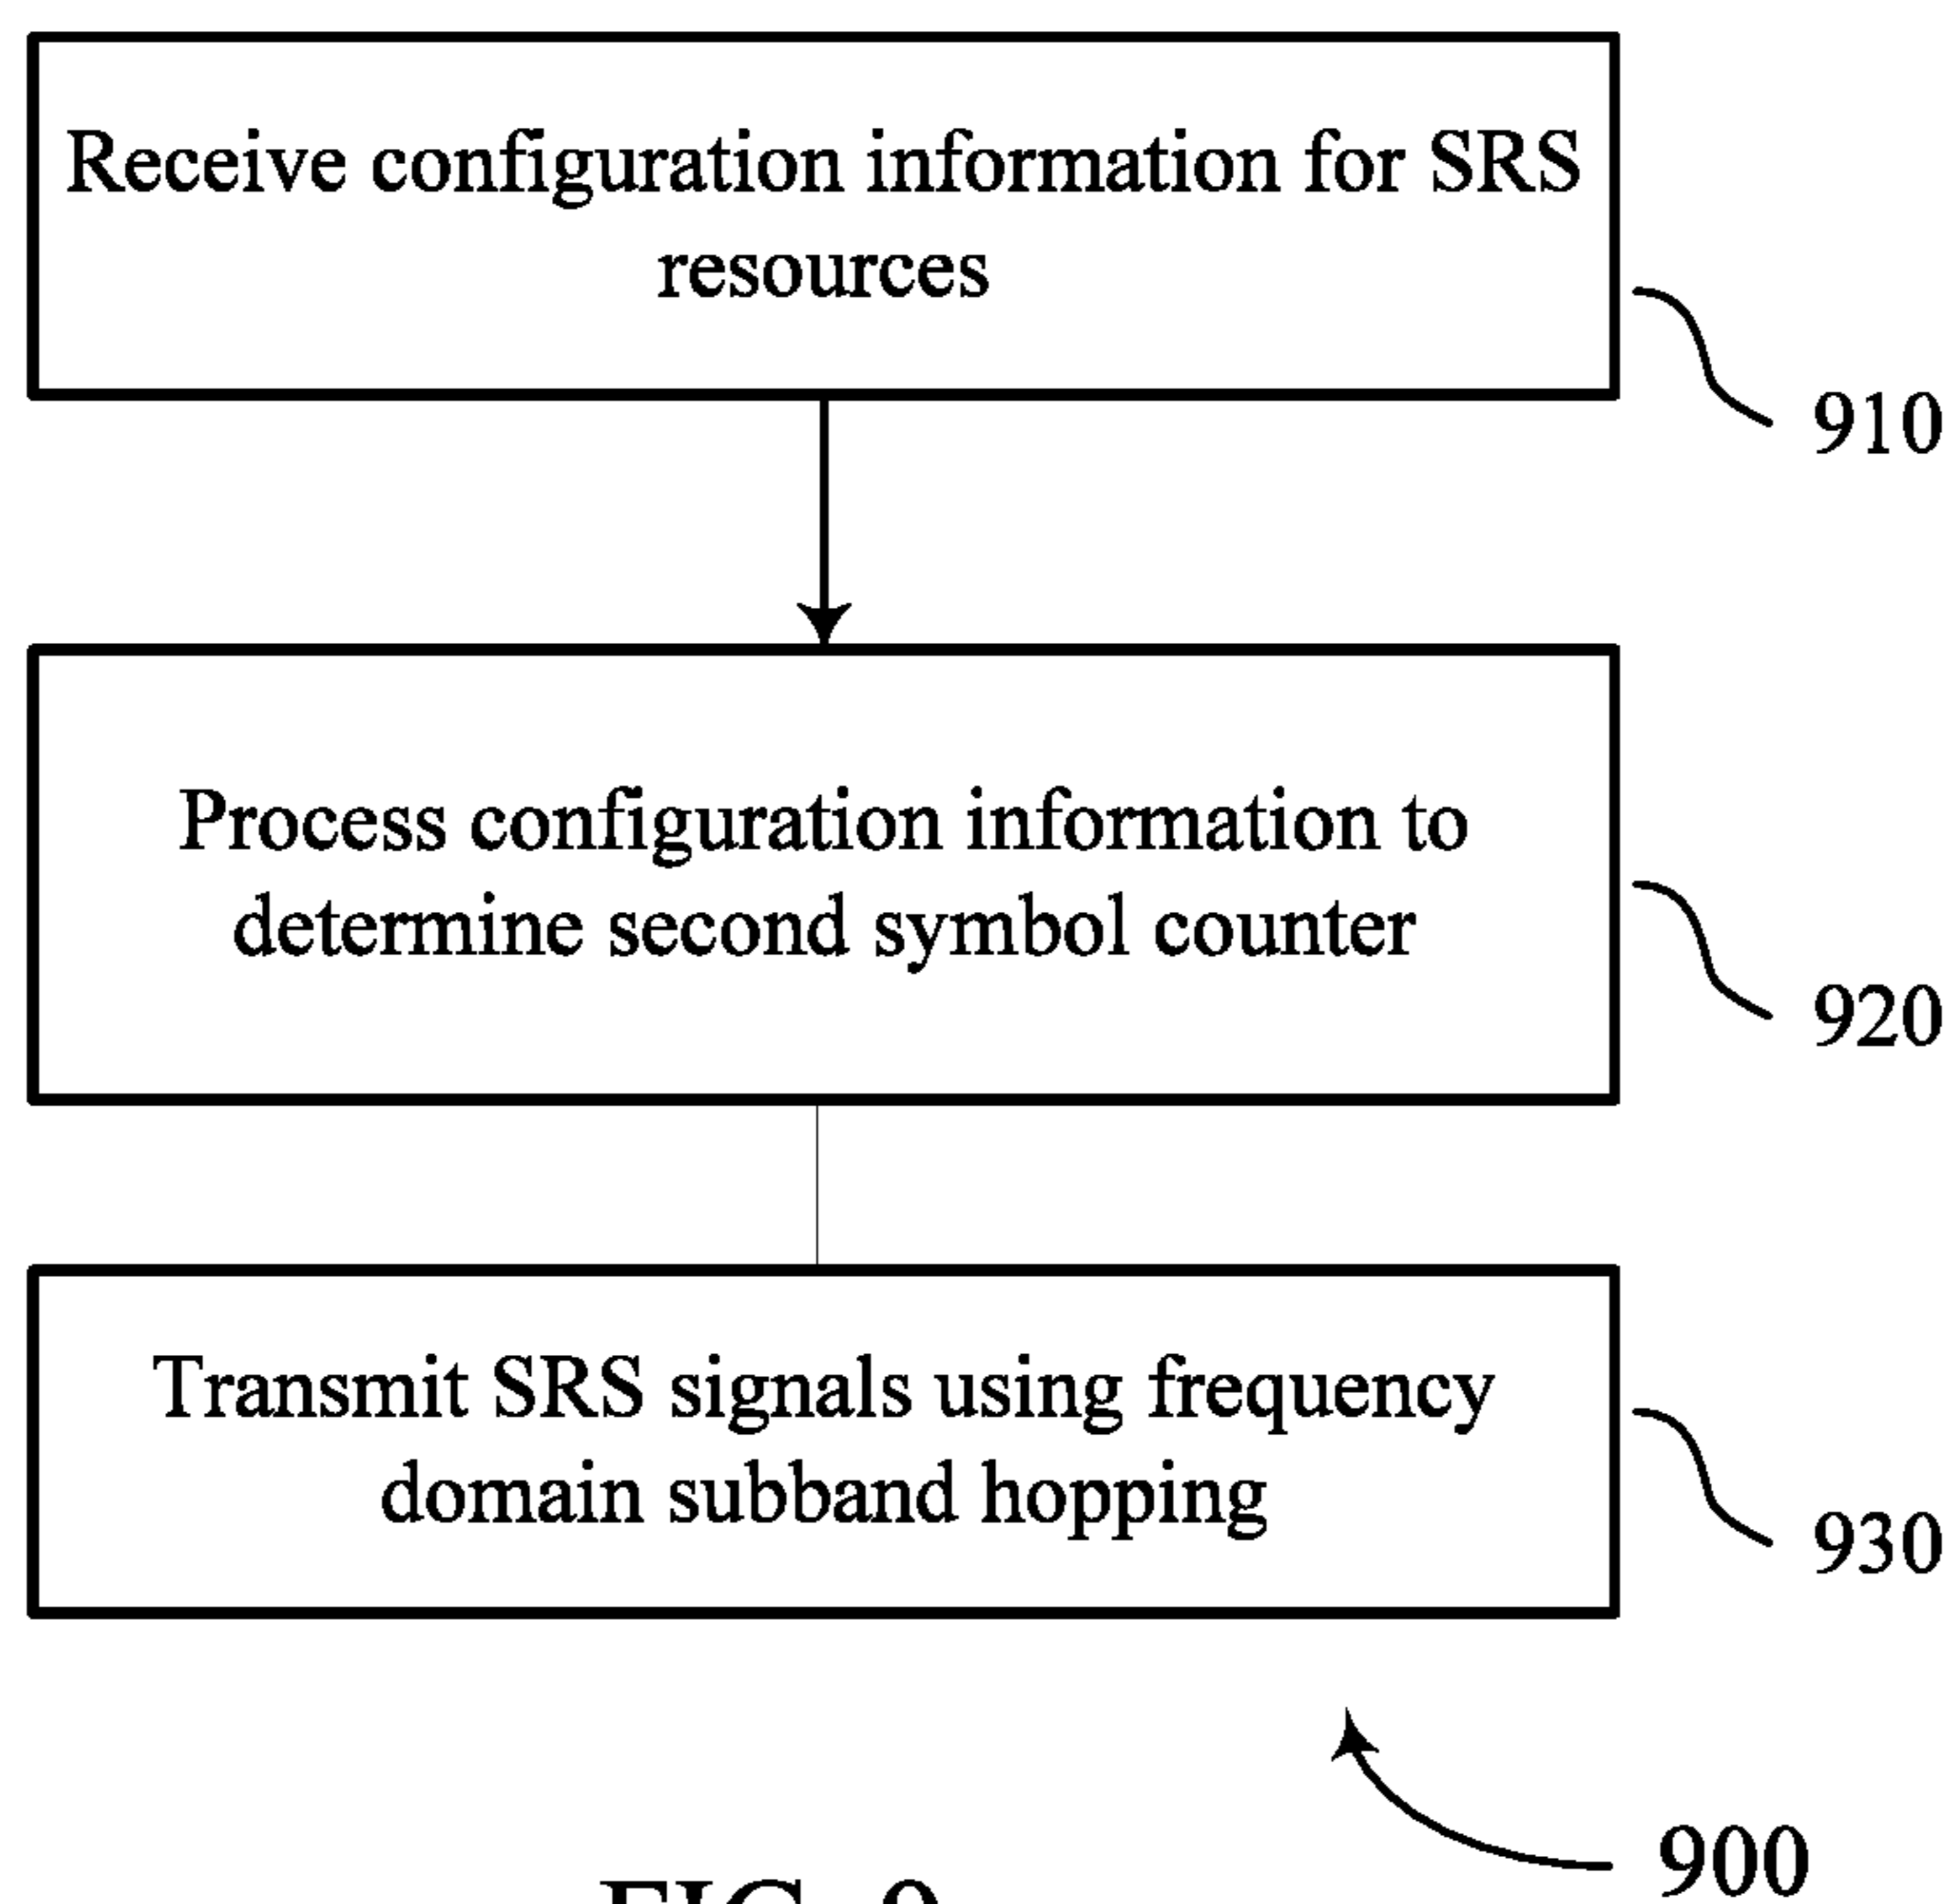 Receive configuration information for SRS
resources
910
Process configuration information to
determine second symbol counter
920
Transmit SRS signals using frequency
domain subband hopping
930
900